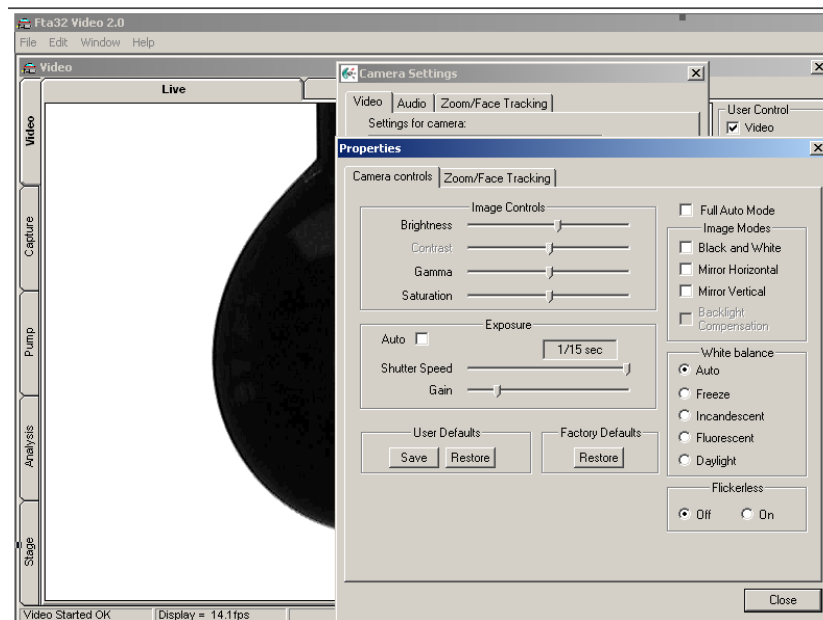 Fta32 Video 2.0
File Edit Window Help
Video
Live
Video
Capture
Pump
Analysis
Stage
Camera Settings
Video Audio Zoom/Face Tracking
Settings for camera:
User Control
Video
Properties
Camera controls Zoom/Face Tracking
Image Controls
Brightness
Contrast
Gamma
Saturation
Exposure
Auto
1/15 sec
Shutter Speed
Gain
User Defaults
Save Restore
Factory Defaults
Restore
Full Auto Mode
Image Modes
Black and White
Mirror Horizontal
Mirror Vertical
Backlight
Compensation
White balance
Auto
Freeze
Incandescent
Fluorescent
Daylight
Flickerless
Off On
Close
Video Started OK Display = 14.1fps